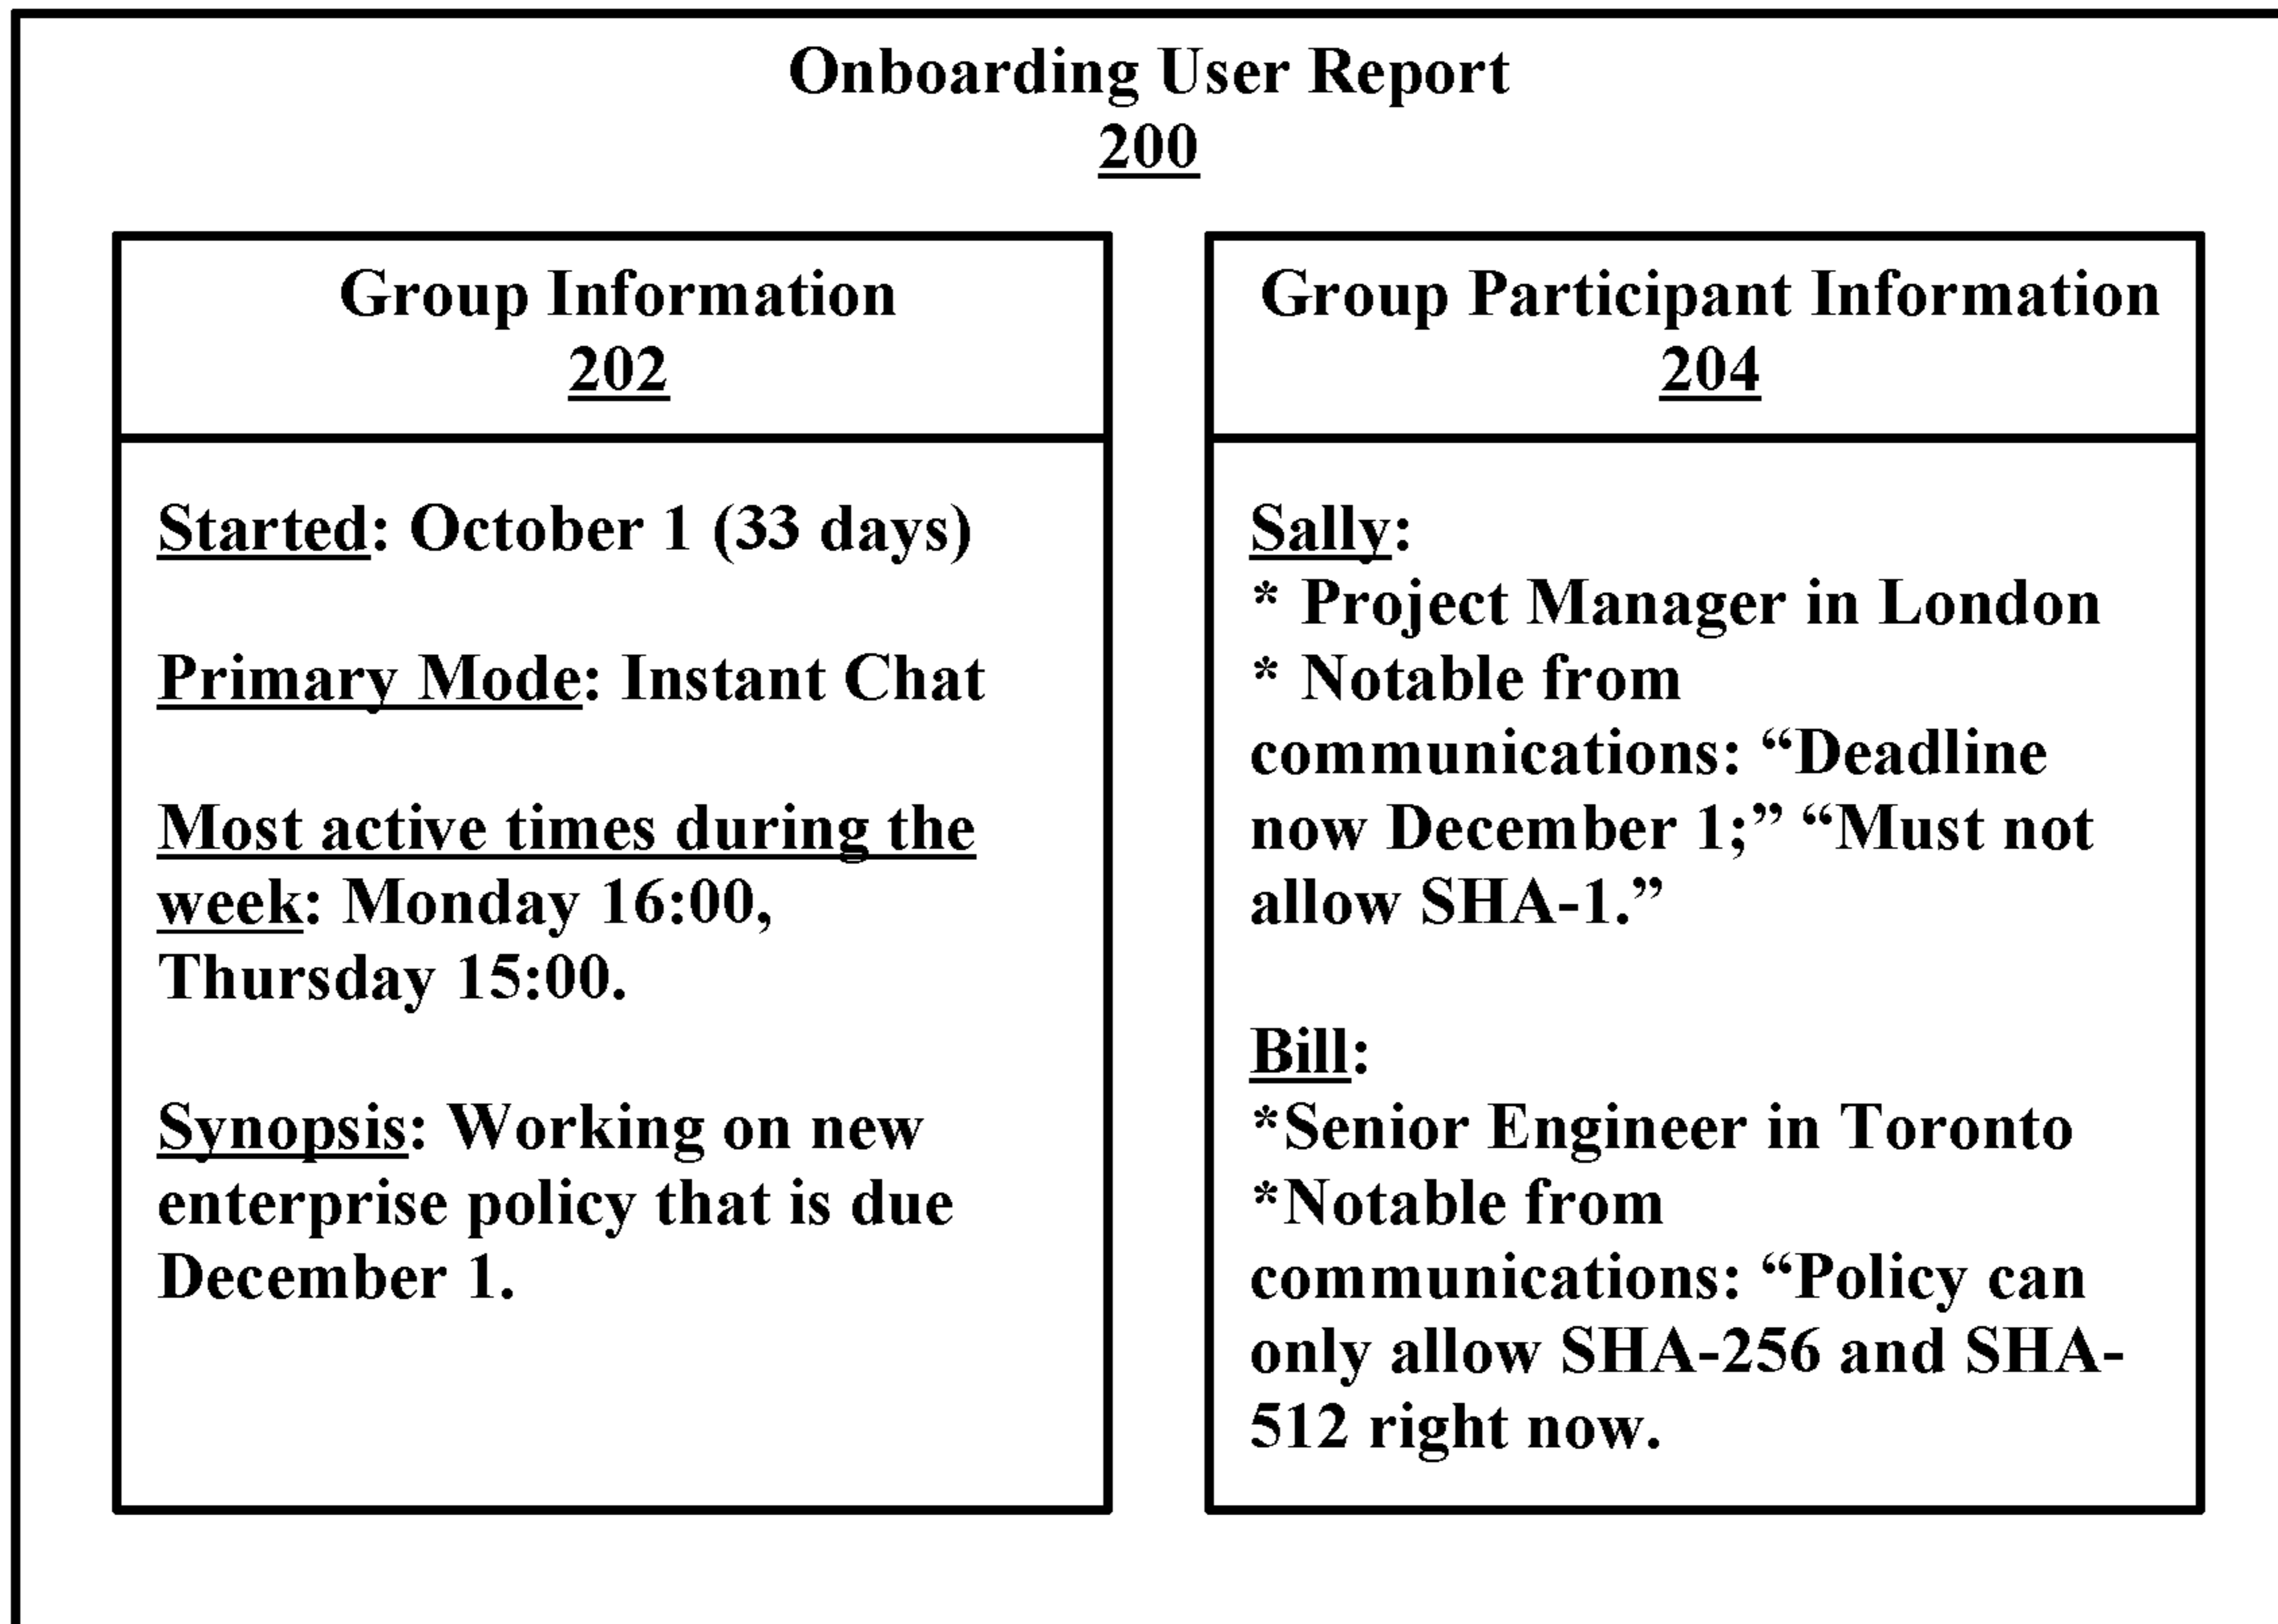 Onboarding User Report
200
Group Information
202
Started: October 1 (33 days)
Primary Mode: Instant Chat
Most active times during the
week: Monday 16:00,
Thursday 15:00.
Synopsis: Working on new
enterprise policy that is due
December 1.
Group Participant Information
204
Sally:
* Project Manager in London
* Notable from
communications: “Deadline
now December 1;” “Must not
allow SHA-1.”
Bill:
*Senior Engineer in Toronto
*Notable from
communications: “Policy can
only allow SHA-256 and SHA-
512 right now.